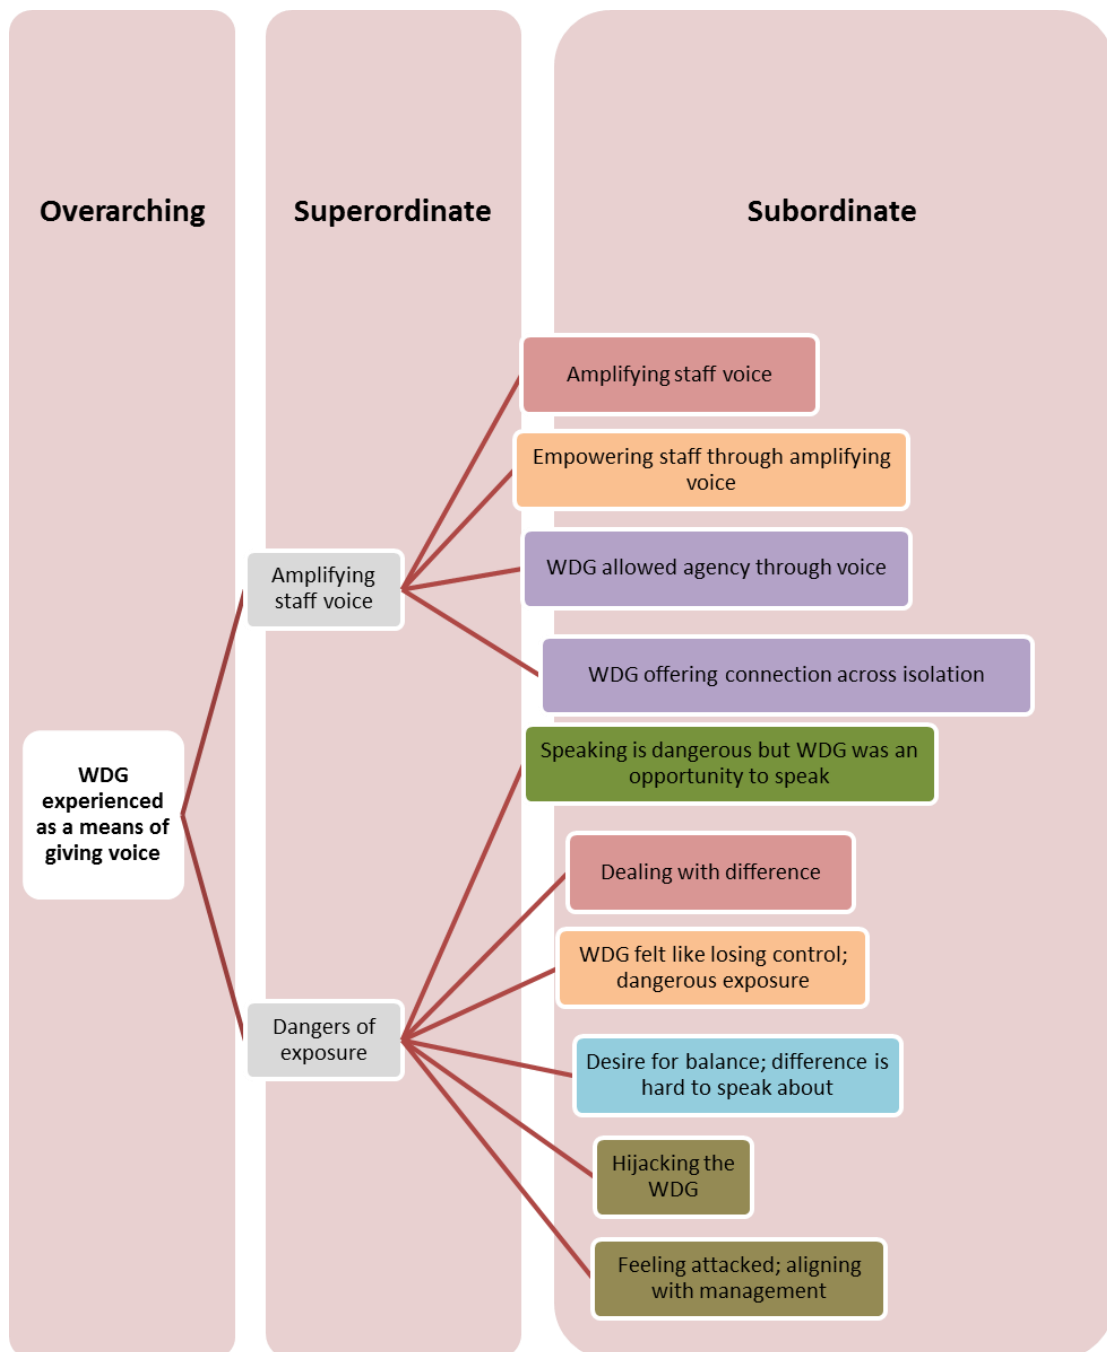 Overarching
Superordinate
Subordinate
Amplifying staff voice
Empowering staff through amplifying
voice
WDG allowed agency through voice
Amplifying
staff voice
WDG offering connection across isolation
Speaking is dangerous but WDG was an
opportunity to speak
WDG
experienced
as a means of
giving voice
Dealing with difference
WDG felt like losing control;
dangerous exposure
Dangers of
exposure
Desire for balance; difference is
hard to speak about
Hijacking the
WDG
Feeling attacked; aligning
with management